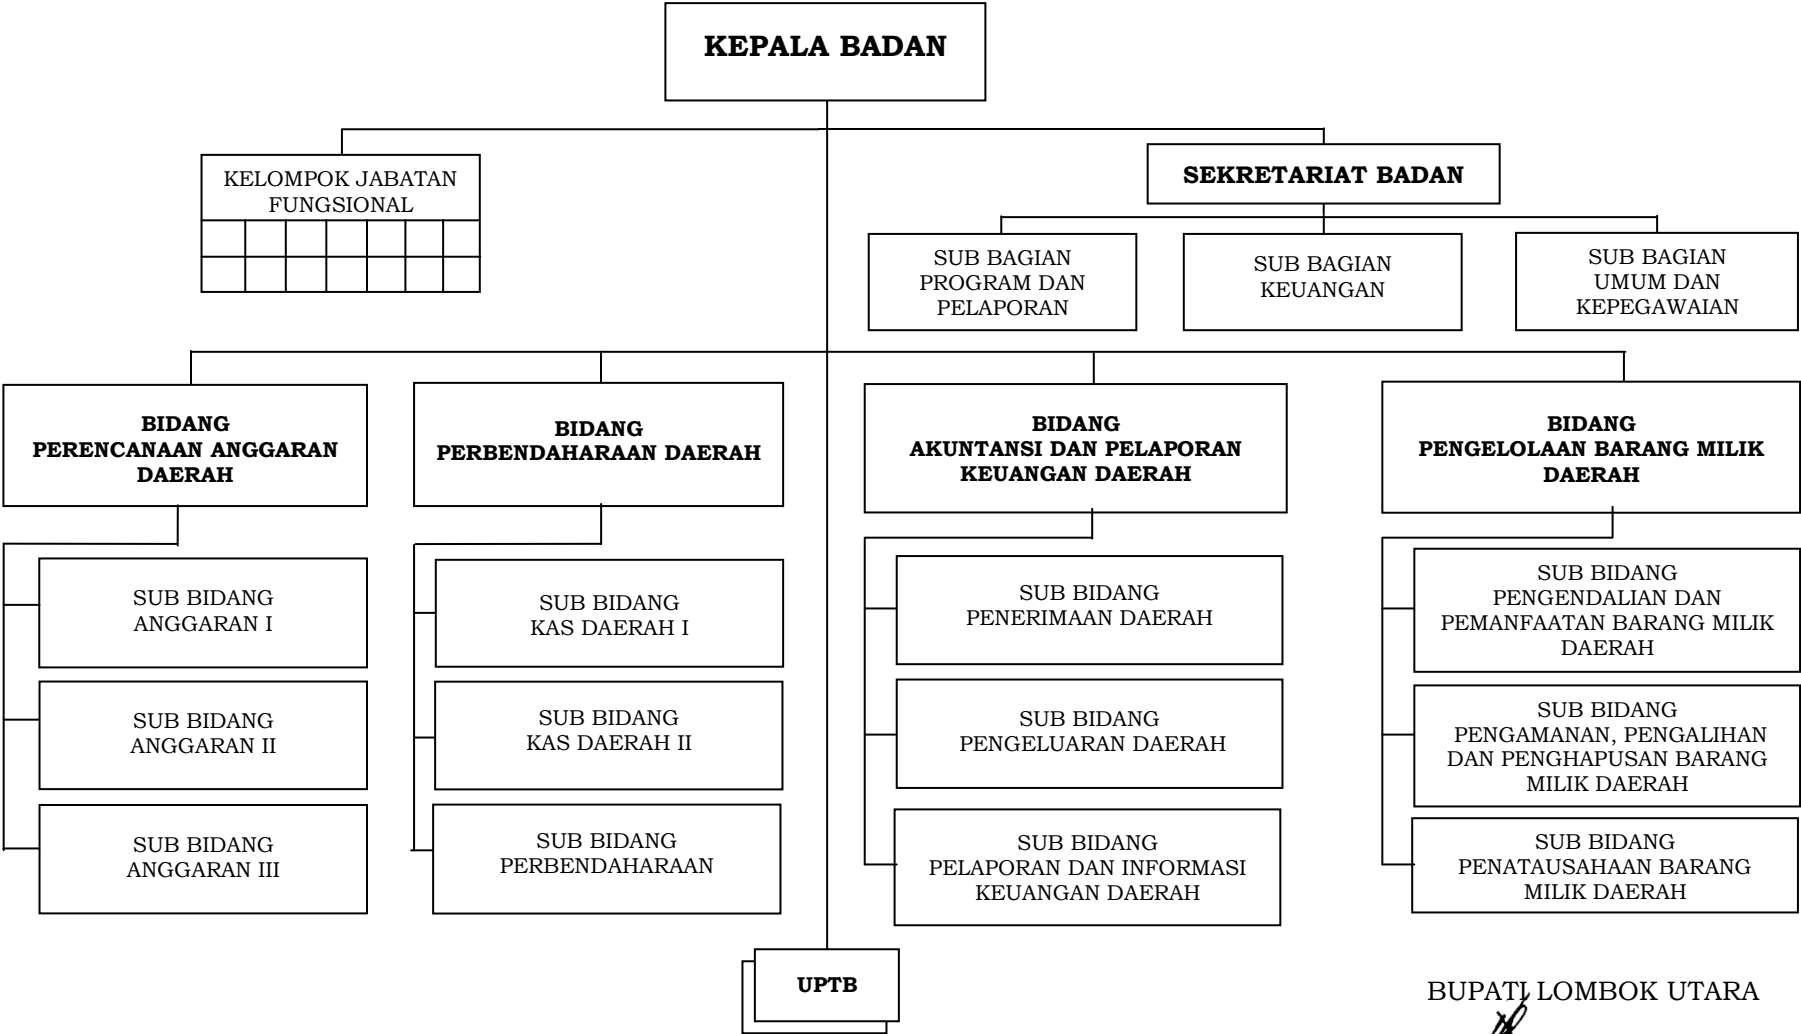 KEPALA BADAN
KELOMPOK JABATAN
FUNGSIONAL
SEKRETARIAT BADAN
SUB BAGIAN
PROGRAM DAN
PELAPORAN
SUB BAGIAN
KEUANGAN
SUB BAGIAN
UMUM DAN
KEPEGAWAIAN
BIDANG
PERENCANAAN ANGGARAN
DAERAH
BIDANG
PERBENDAHARAAN DAERAH
BIDANG
AKUNTANSI DAN PELAPORAN
KEUANGAN DAERAH
BIDANG
PENGELOLAAN BARANG MILIK
DAERAH
SUB BIDANG
ANGGARAN I
SUB BIDANG
ANGGARAN II
SUB BIDANG
ANGGARAN III
SUB BIDANG
KAS DAERAH I
SUB BIDANG
KAS DAERAH II
SUB BIDANG
PERBENDAHARAAN
SUB BIDANG
PENERIMAAN DAERAH
SUB BIDANG
PENGELUARAN DAERAH
SUB BIDANG
PELAPORAN DAN INFORMASI
KEUANGAN DAERAH
SUB BIDANG
PENGENDALIAN DAN
PEMANFAATAN BARANG MILIK
DAERAH
SUB BIDANG
PENGAMANAN, PENGALIHAN
DAN PENGHAPUSAN BARANG
MILIK DAERAH
SUB BIDANG
PENATAUSAHAAN BARANG
MILIK DAERAH
UPTB
BUPATI LOMBOK UTARA